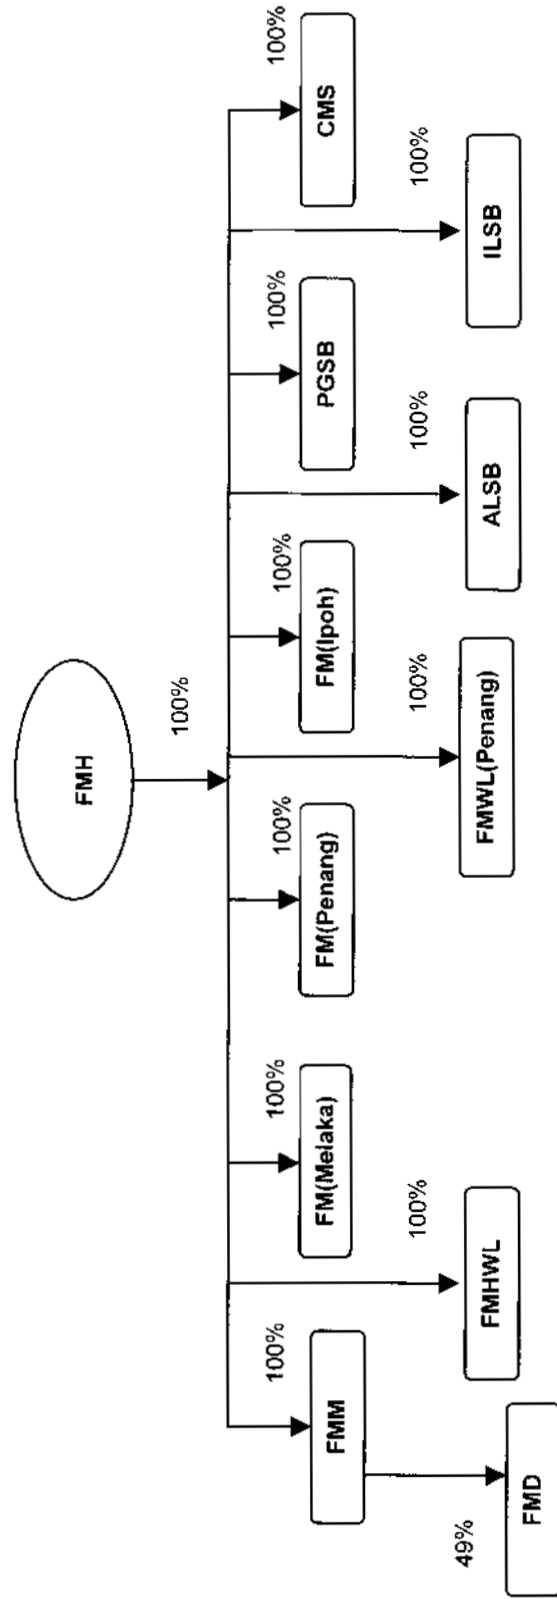 FMH
100%
100%
100%
100%
100%
100%
100%
FMM
FM(Melaka)
FM(Penang)
FM(Ipoh)
PGSB
CMS
100%
100%
100%
100%
49%
FMHWL
FMWL(Penang)
ALSB
ILSB
FMD